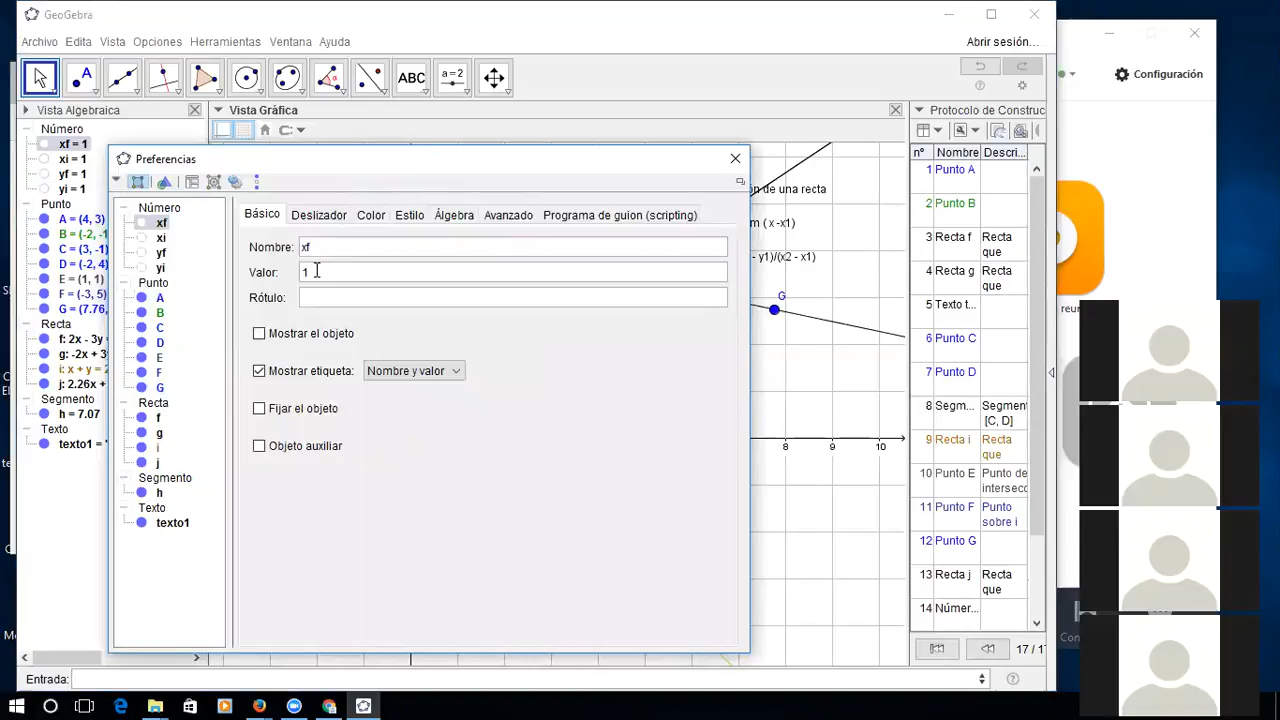 GeoGebra
Archivo Edita Vista Opciones Herramientas Ventana Ayuda
Abrir sesión...
A
ABC
a=2
Configuración
Vista Algebraica
Vista Gráfica
Protocolo de Construc
Número
xf = 1
xi = 1
yf = 1
yi = 1
Punto
A = (4, 3)
B = (-2, -1
C = (3, -1)
D = (-2, 4)
E = (1, 1)
F = (-3, 5)
G = (7.76,
Recta
f: 2x - 3y
g: -2x + 3
i: x + y = 2
j: 2.26x
Segmento
h = 7.07
Texto
texto1 = "
Preferencias
Número
xf
xi
yf
yi
Punto
A
B
C
D
E
F
G
Recta
f
g
i
j
Segmento
h
Texto
texto1
Básico Deslizador Color Estilo Álgebra Avanzado Programa de guion (scripting)
Nombre: xf
Valor: 1
Rótulo:
Mostrar el objeto
Mostrar etiqueta: Nombre y valor
Fijar el objeto
Objeto auxiliar
ón de una recta
m ( x -x1)
- y1)/(x2 - x1)
G
8 9 10
nº Nombre Descri...
1 Punto A
2 Punto B
3 Recta f Recta que
4 Recta g Recta que
5 Texto t...
6 Punto C
7 Punto D
8 Segm... Segment [C, D]
9 Recta i Recta que
10 Punto E Punto de intersecc
11 Punto F Punto sobre i
12 Punto G
13 Recta j Recta que
14 Númer...
17 / 17
reur
Con
Entrada: